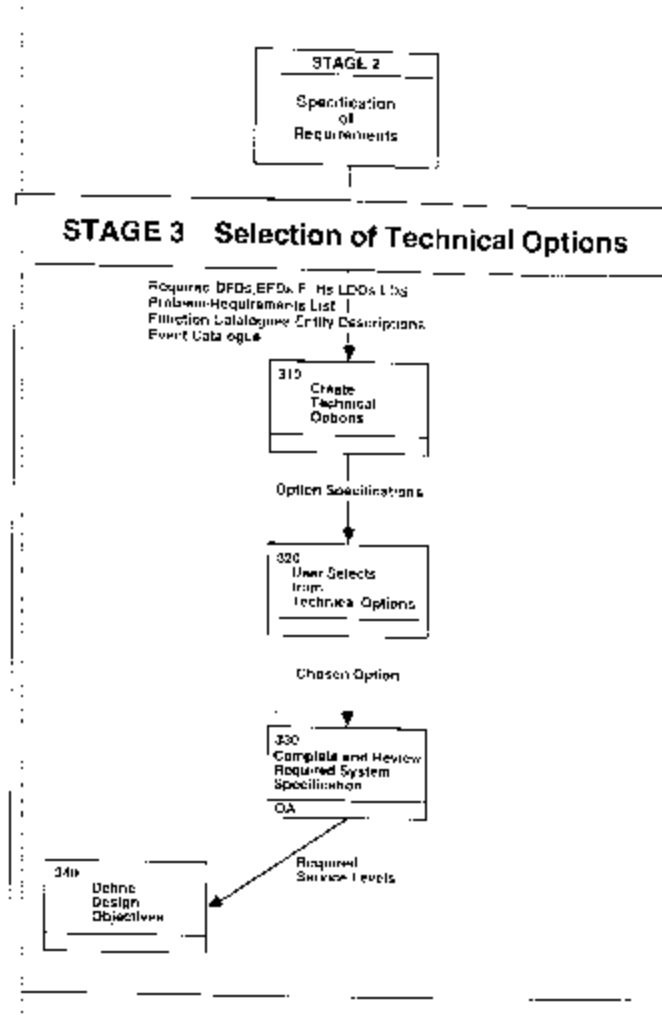 STAGE 2
Specification
of
Requirements
STAGE 3 Selection of Technical Options
Required DFDs,EFDs,
Problem-Requirements List
Function Catalogues Entity Descriptions
Event Catalogue
310
Create
Technical
Options
Option Specifications
320
User Selects
from
Technical Options
Chosen Option
330
Complete and Review
Required System
Specification
QA
Required
Service Levels
340
Define
Design
Objectives